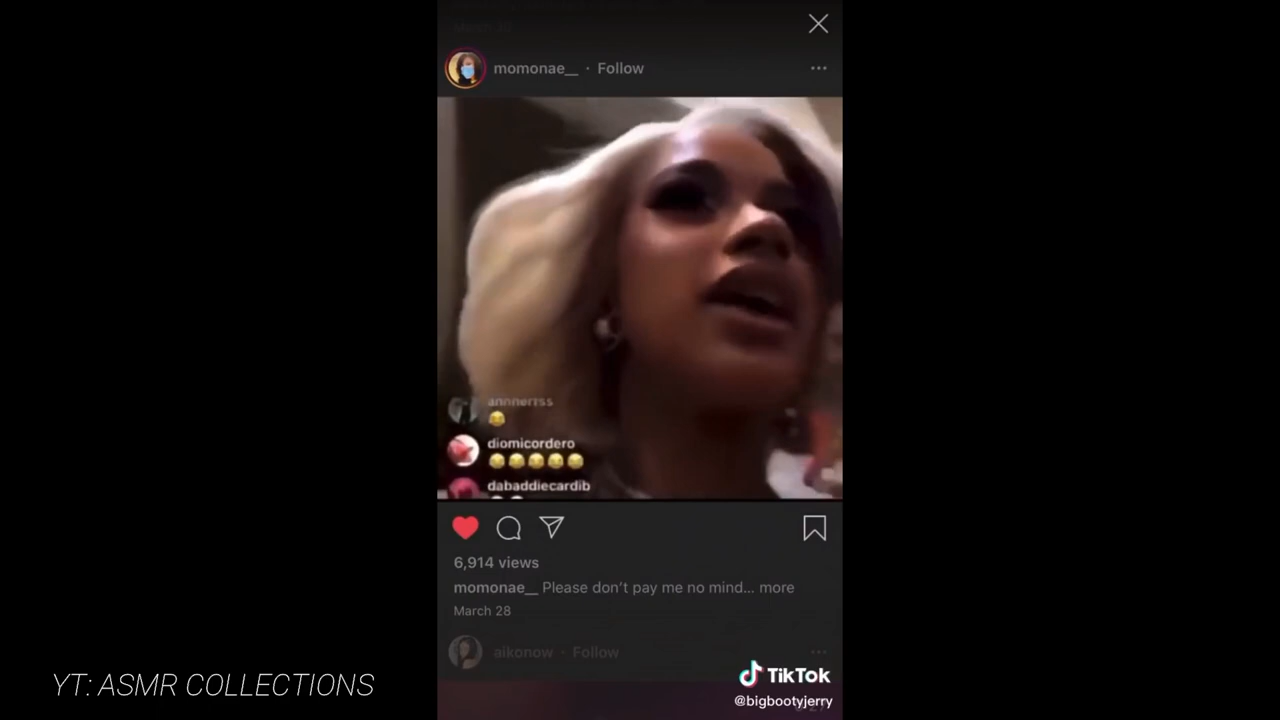 momonae__ · Follow
annnerrss
😂
diomicordero
😂😂😂😂😂
dabaddiecardib
6,914 views
momonae__ Please don't pay me no mind... more
March 28
aikonow · Follow
TikTok
@bigbootyjerry
YT: ASMR COLLECTIONS